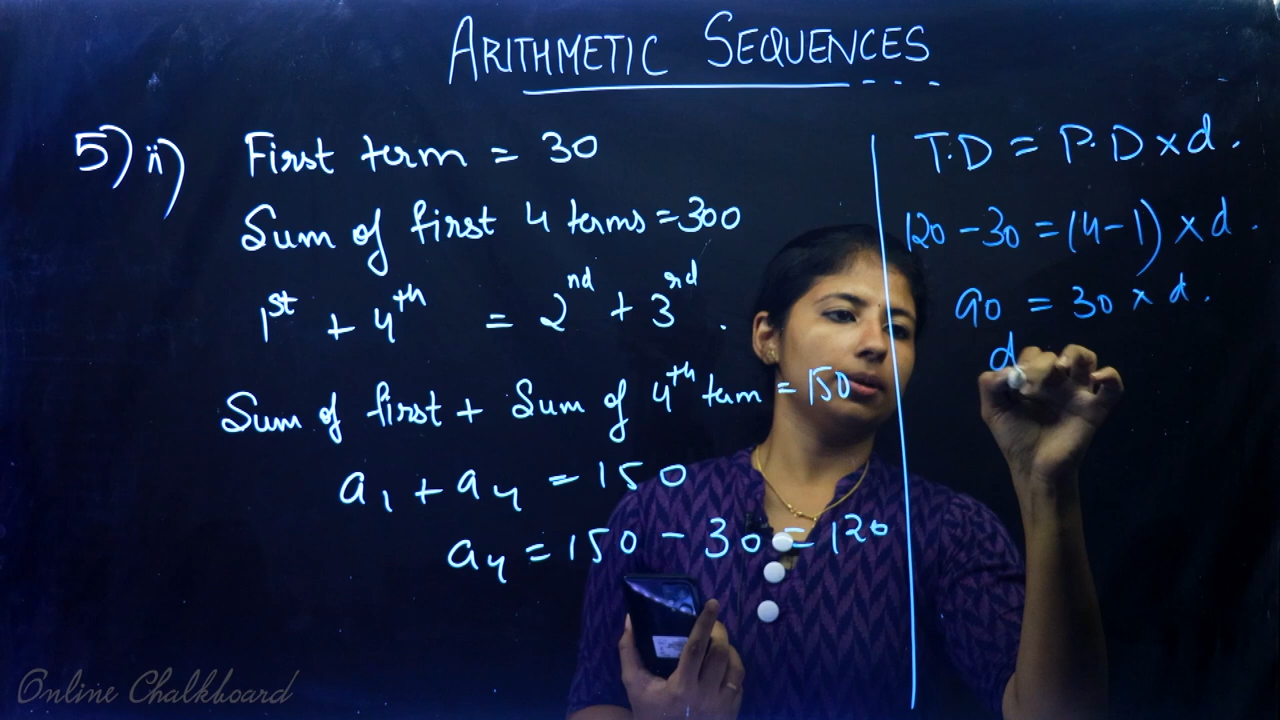 ARITHMETIC SEQUENCES
5) ii) First term = 30
Sum of first 4 terms = 300
1st + 4th = 2nd + 3rd .
Sum of first + Sum of 4th term = 150
a1 + a4 = 150
a4 = 150 - 30 = 120
T.D = P.D x d .
120 - 30 = (4 - 1) x d .
90 = 30 x d .
d
Online Chalkboard